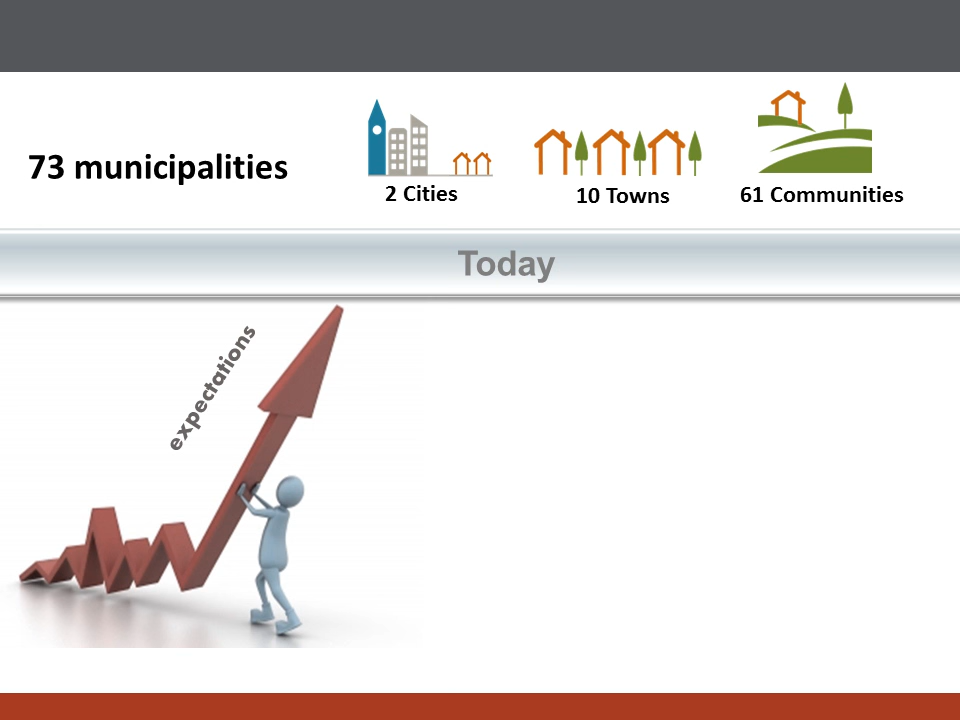 73 municipalities
2 Cities
10 Towns
61 Communities
Today
expectations